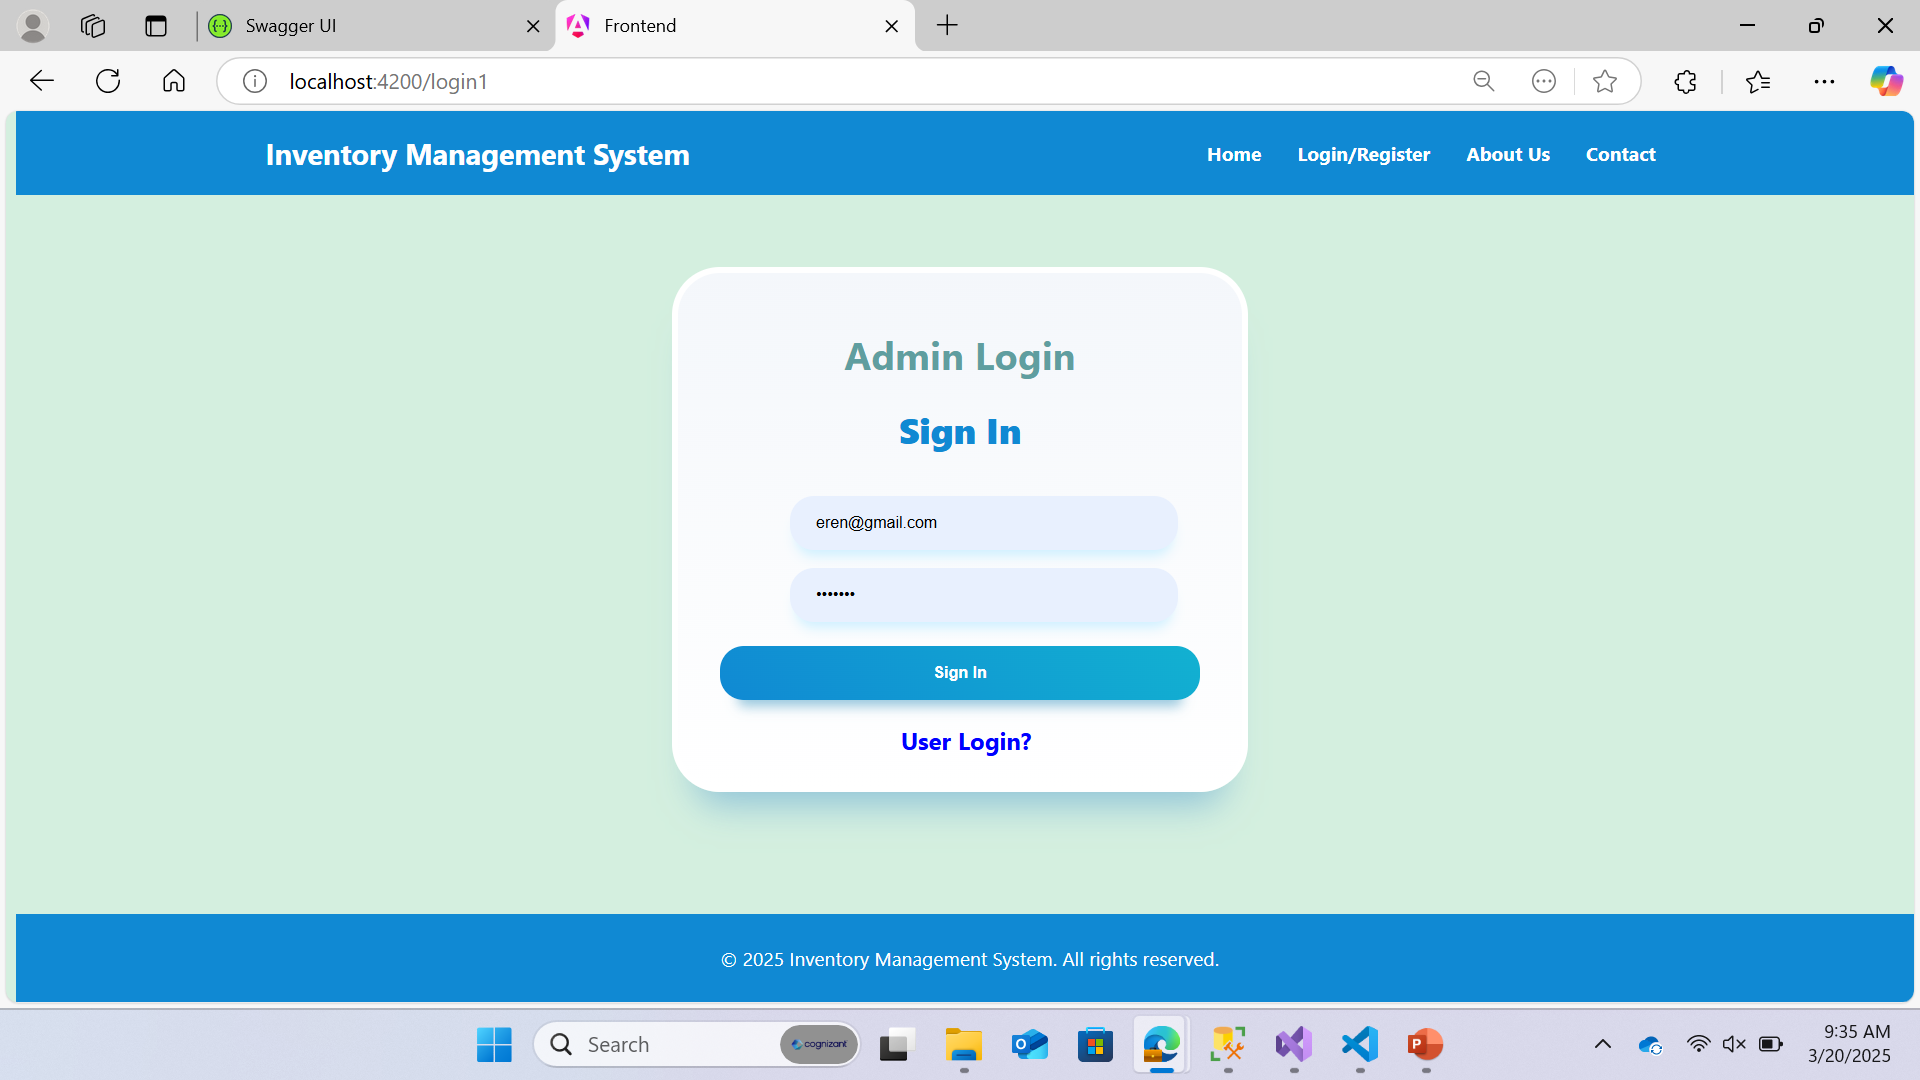 Swagger UI
Frontend
localhost:4200/login1
Inventory Management System
Home
Login/Register
About Us
Contact
Admin Login
Sign In
eren@gmail.com
•••••••
Sign In
User Login?
© 2025 Inventory Management System. All rights reserved.
Search
cognizant
9:35 AM
3/20/2025